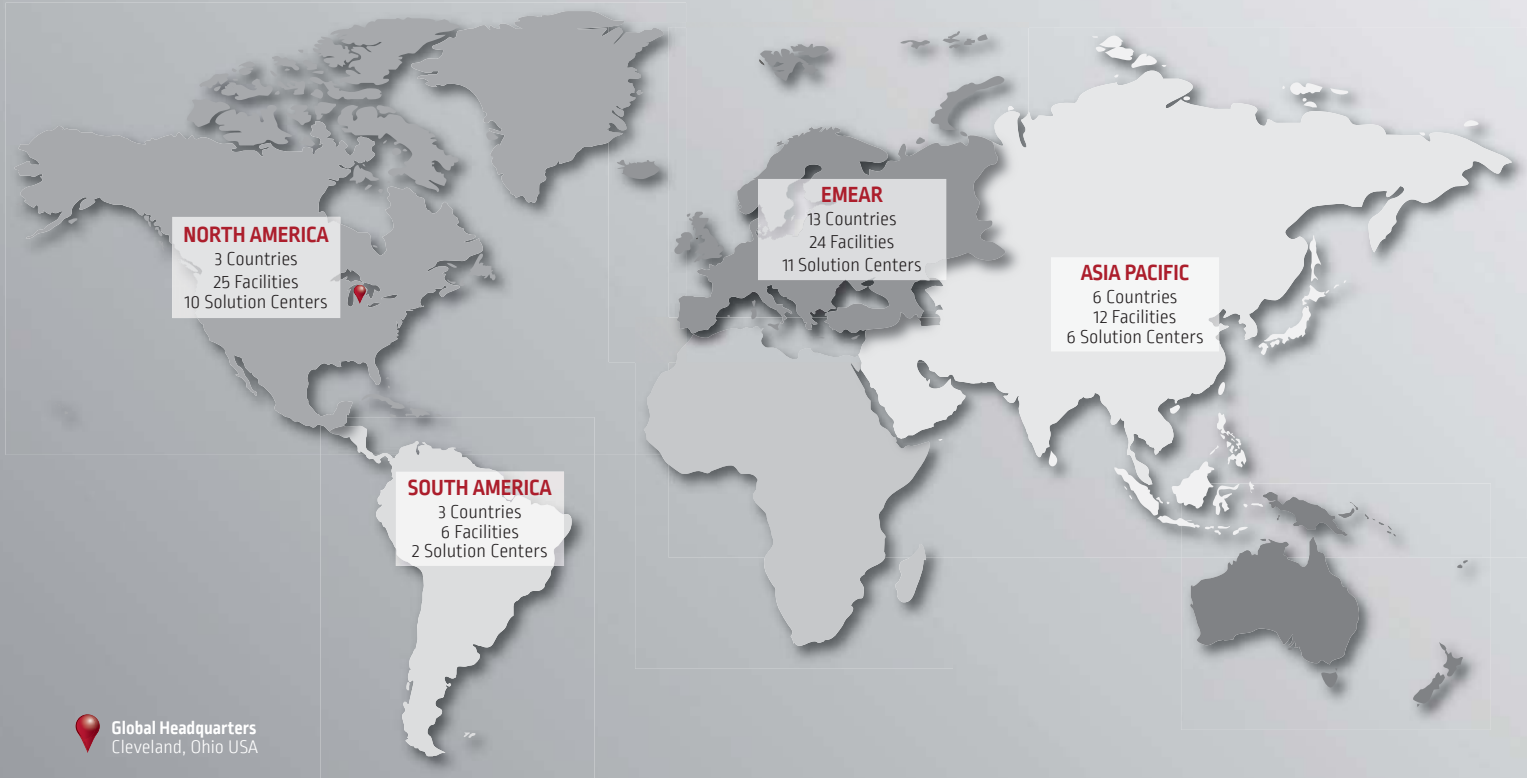 NORTH AMERICA
3 Countries
25 Facilities
10 Solution Centers
EMEAR
13 Countries
24 Facilities
11 Solution Centers
ASIA PACIFIC
6 Countries
12 Facilities
6 Solution Centers
SOUTH AMERICA
3 Countries
6 Facilities
2 Solution Centers
Global Headquarters
Cleveland, Ohio USA